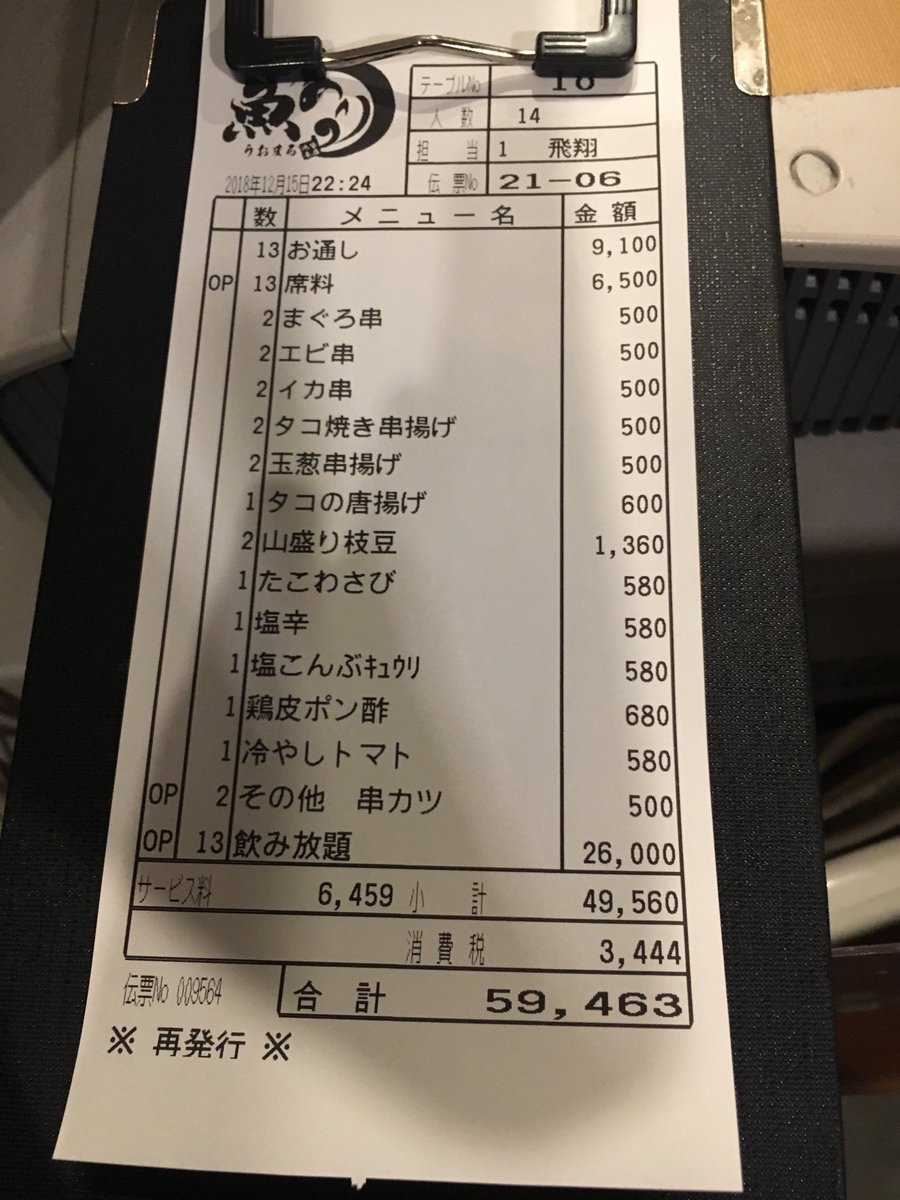 魚
うおまろ
テーブルNo 18
人 数 14
担 当 1 飛翔
2018年12月15日22:24
伝票No 21-06
数 メニュー名 金額
13 お通し 9,100
OP 13 席料 6,500
2 まぐろ串 500
2 エビ串 500
2 イカ串 500
2 タコ焼き串揚げ 500
2 玉葱串揚げ 500
1 タコの唐揚げ 600
2 山盛り枝豆 1,360
1 たこわさび 580
1 塩辛 580
1 塩こんぶｷｭｳﾘ 580
1 鶏皮ポン酢 680
1 冷やしトマト 580
OP 2 その他 串カツ 500
OP 13 飲み放題 26,000
サービス料 6,459 小 計 49,560
消費税 3,444
伝票No 009564
合 計 59,463
※ 再発行 ※